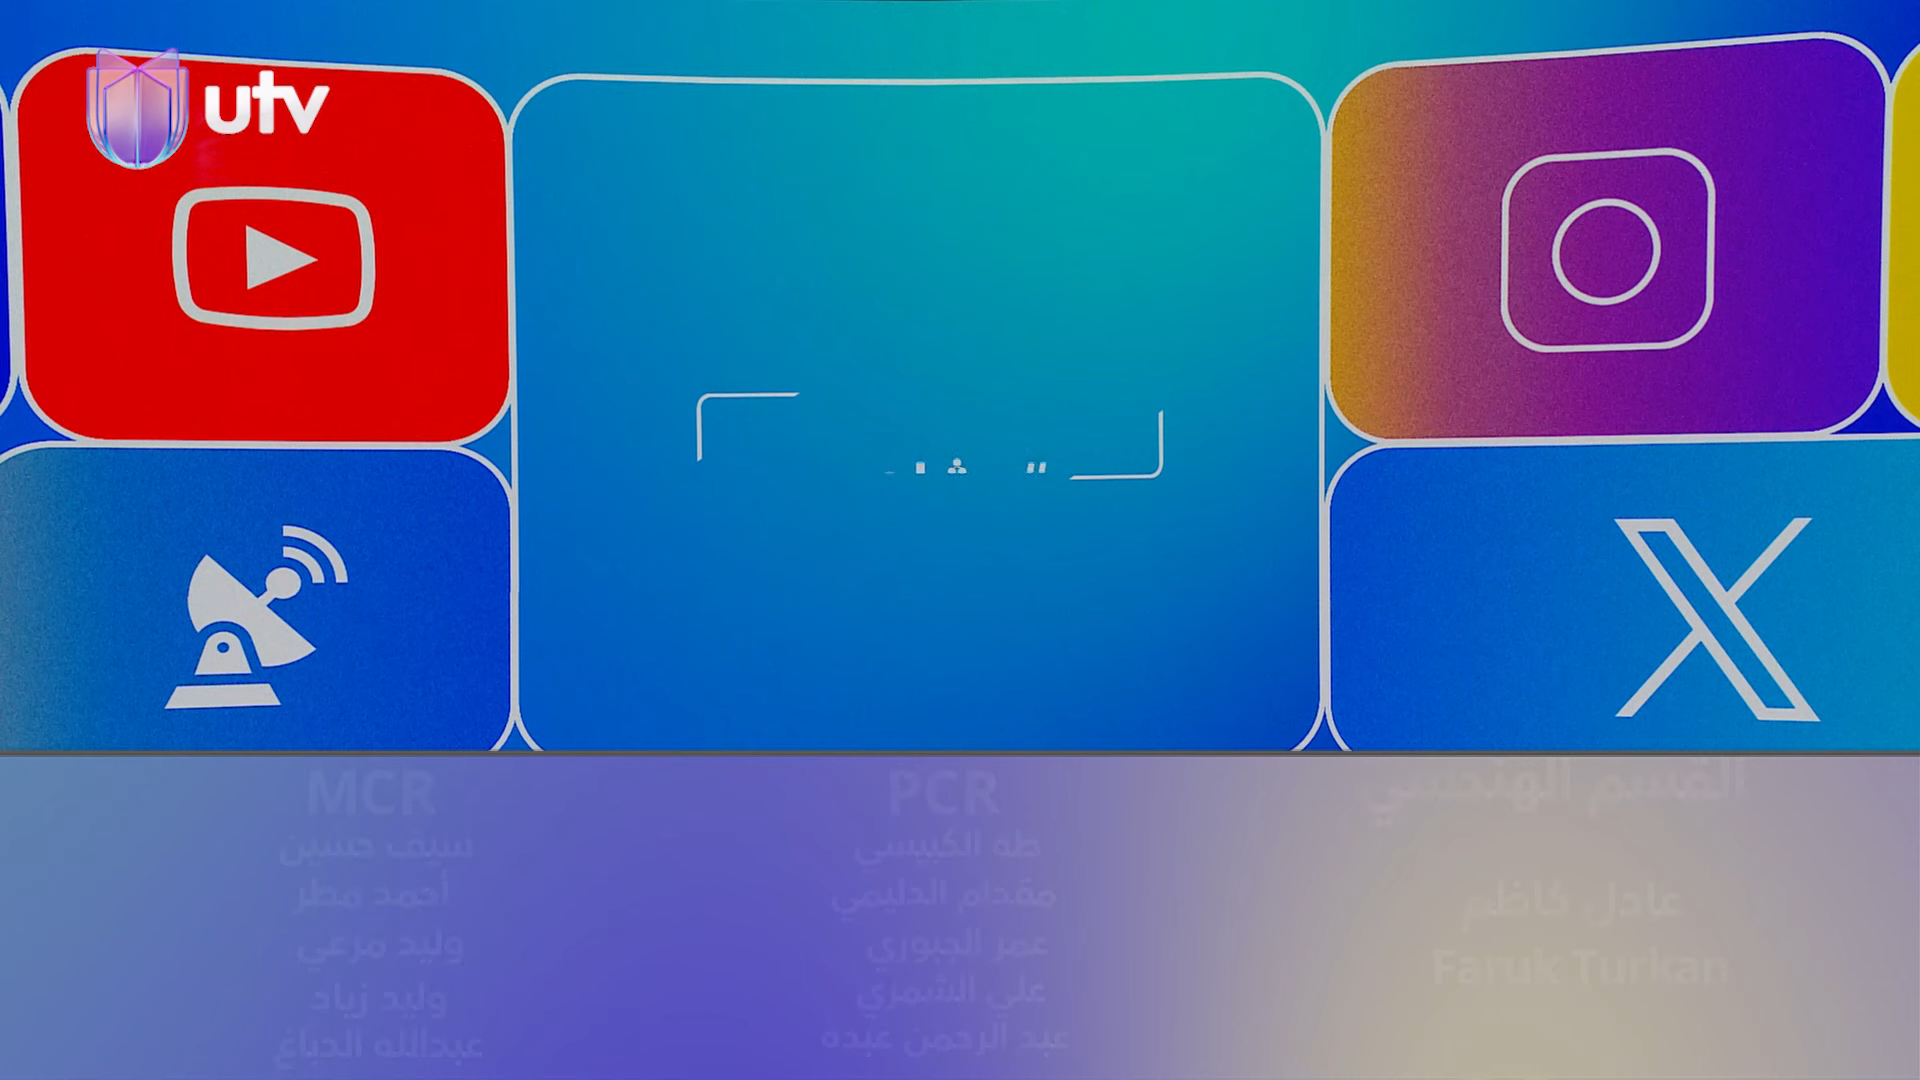 utv
القسم الهندسي
عادل كاظم
Faruk Turkan
PCR
طه الكبيسي
مقدام الدليمي
عمر الجبوري
علي الشمري
عبد الرحمن عبده
MCR
سيف حسين
أحمد مطر
وليد مرعي
وليد زياد
عبدالله الدباغ